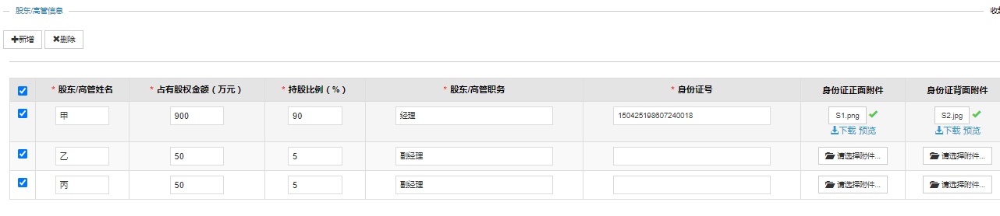 股东/高管信息 收起
新增 删除
* 股东/高管姓名 * 占有股权金额（万元） * 持股比例（%） * 股东/高管职务 * 身份证号 身份证正面附件 身份证背面附件
甲 900 90 经理 150425198607240018 S1.png S2.jpg
下载 预览 下载 预览
乙 50 5 副经理 请选择附件... 请选择附件...
丙 50 5 副经理 请选择附件... 请选择附件...